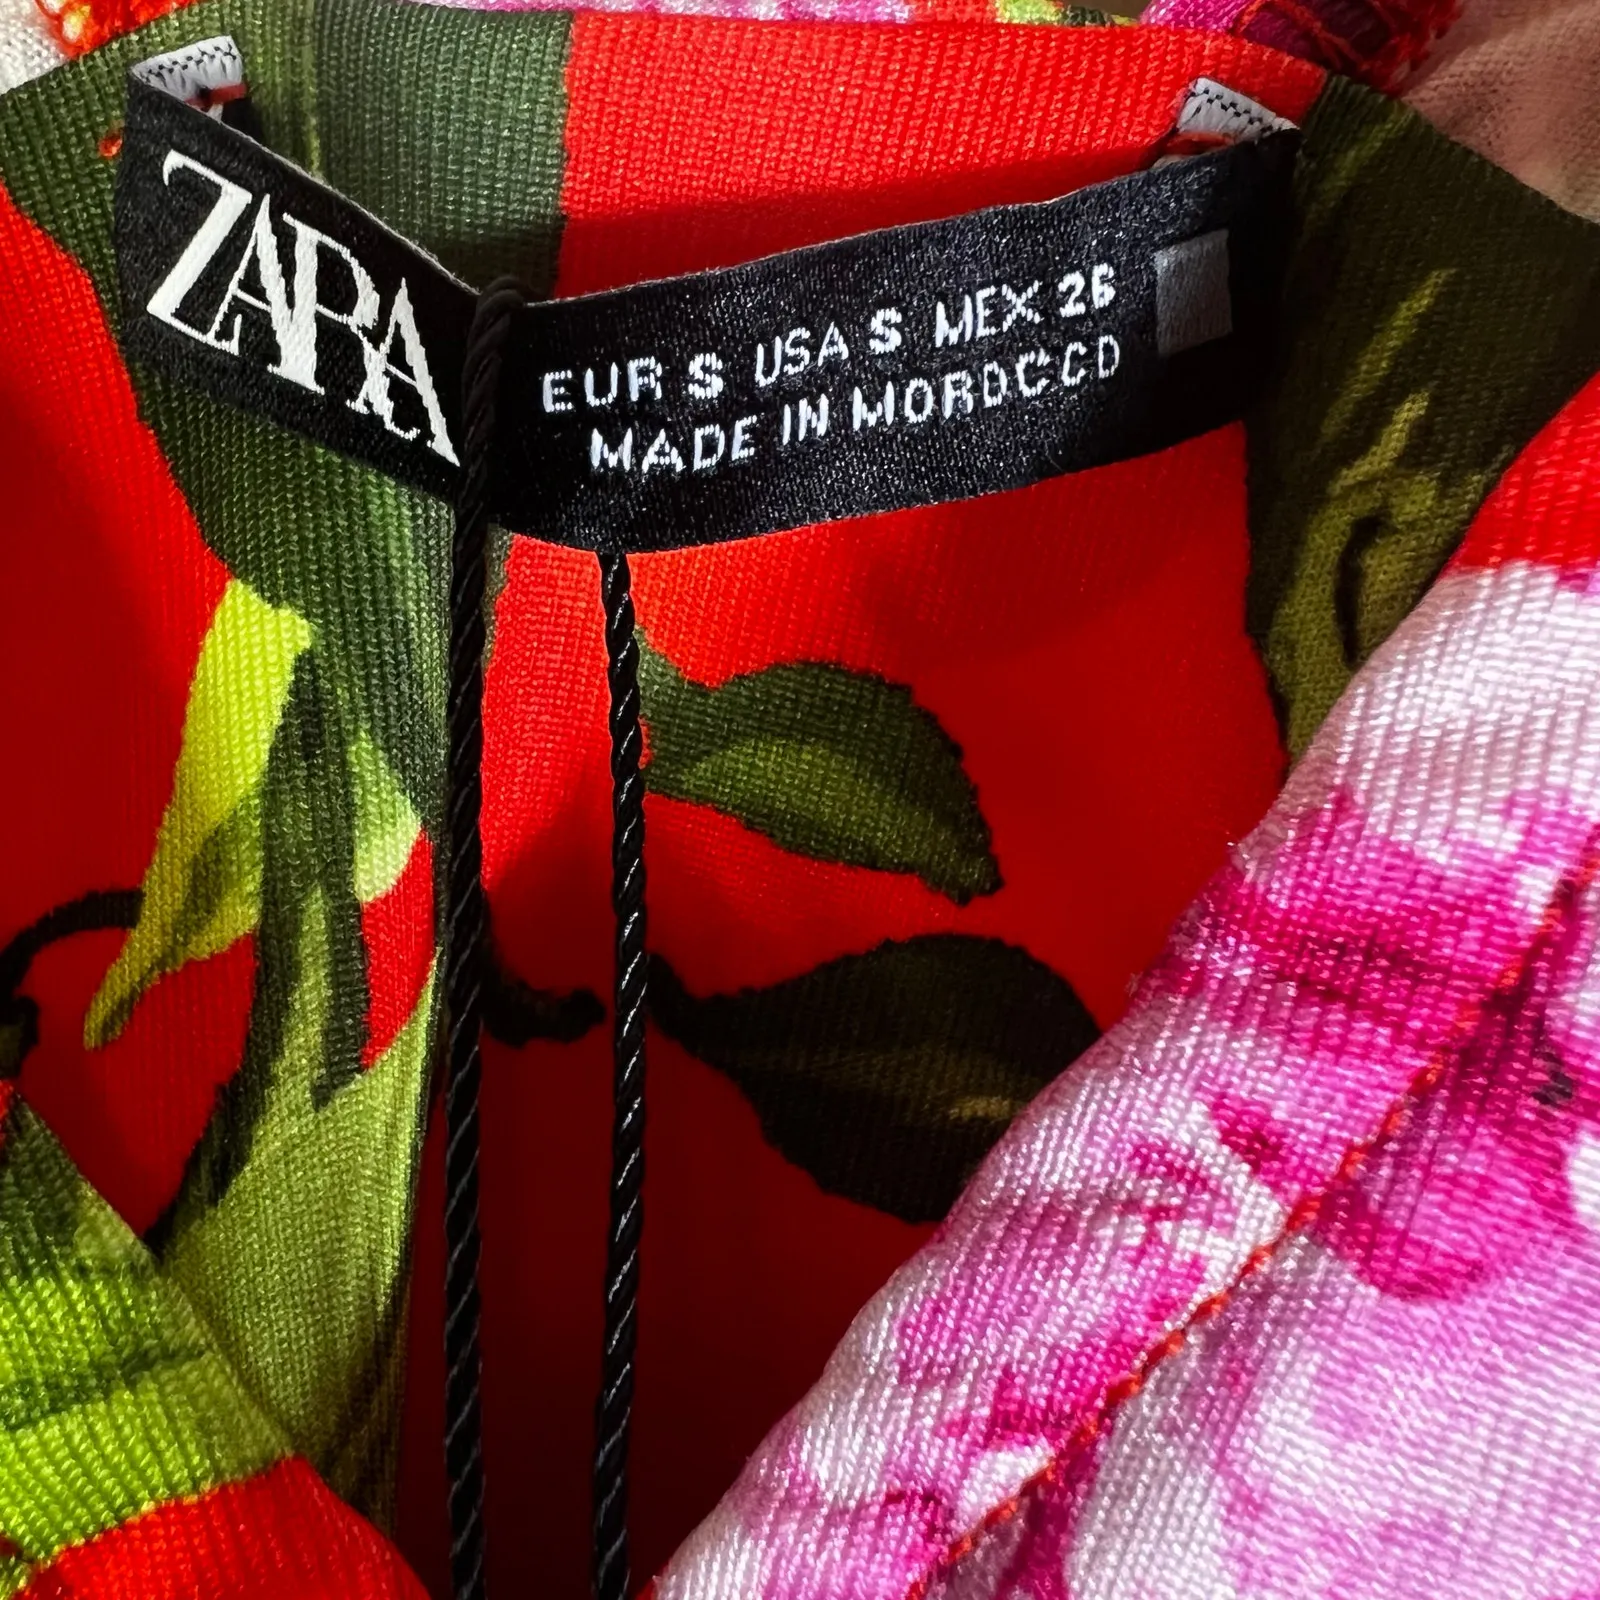 ZARA
EUR S USA S MEX 26
MADE IN MOROCCO